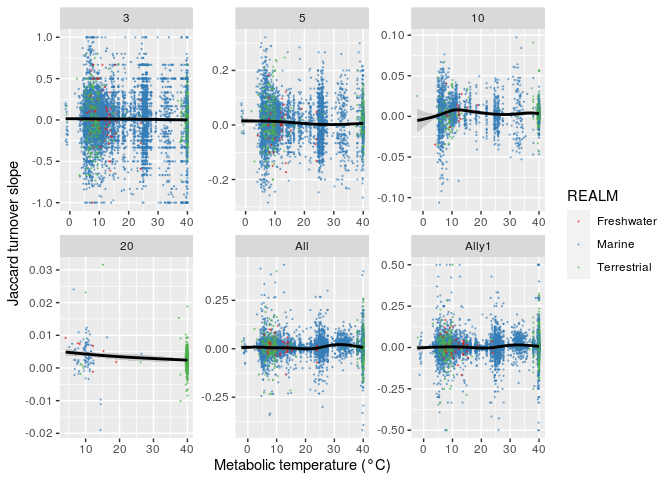 3 5 10
1.0 0.5 0.0 -0.5 -1.0
0.2 0.0 -0.2
0.10 0.05 0.00 -0.05 -0.10
0 10 20 30 40 0 10 20 30 40 0 10 20 30 40
Jaccard turnover slope
20 All Ally1
0.03 0.02 0.01 0.00 -0.01 -0.02
0.25 0.00 -0.25
0.50 0.25 0.00 -0.25 -0.50
10 20 30 40 0 10 20 30 40 0 10 20 30 40
Metabolic temperature (°C)
REALM
Freshwater
Marine
Terrestrial